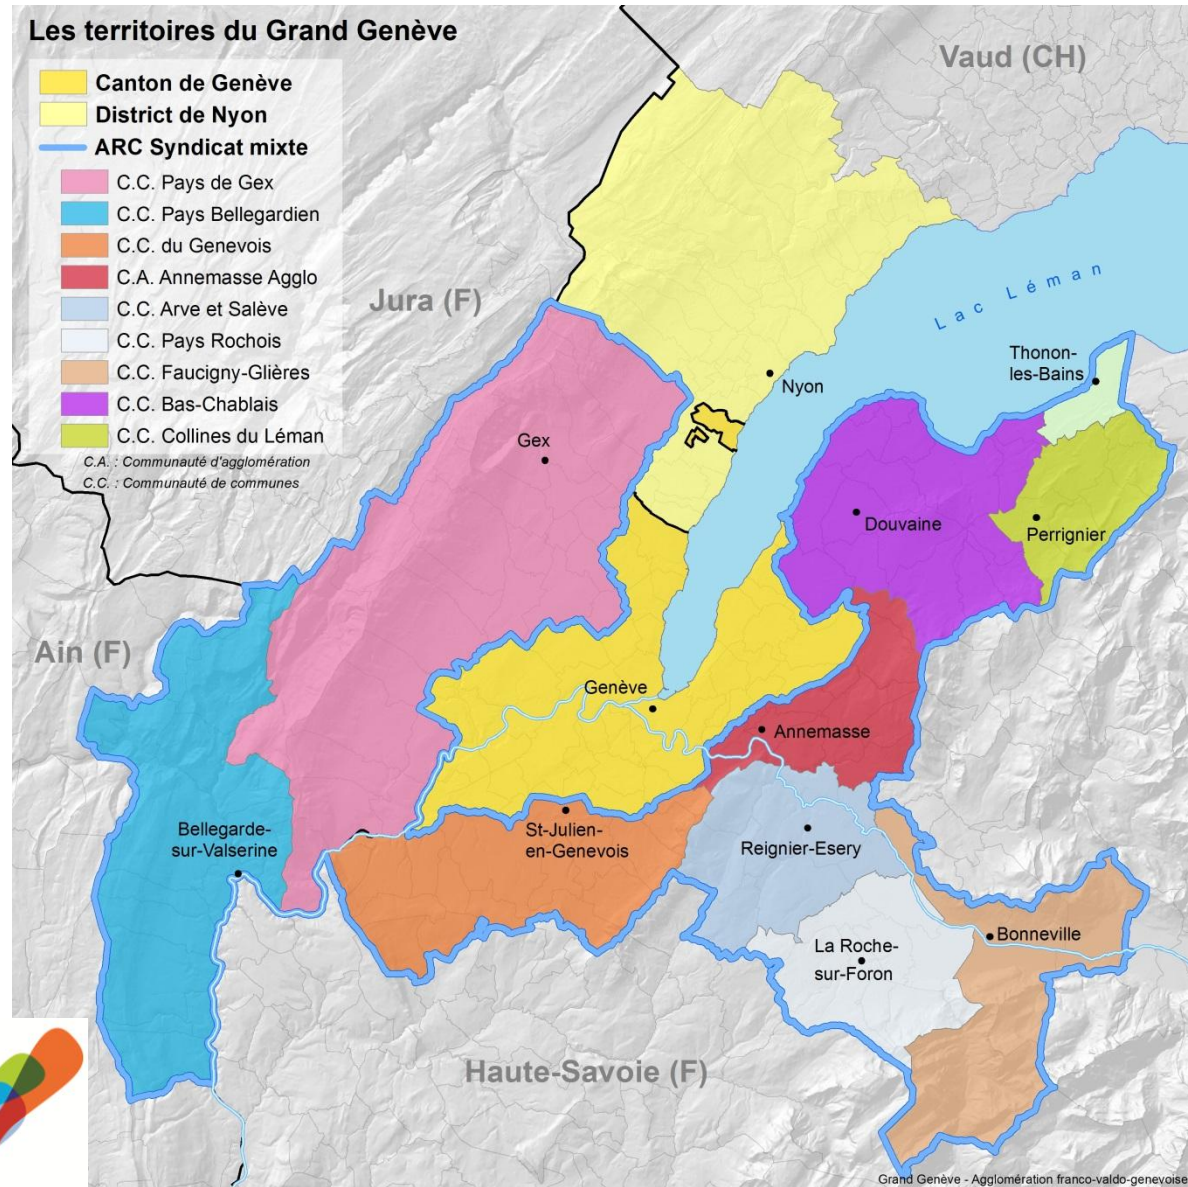 Les territoires du Grand Genève
Canton de Genève
District de Nyon
ARC Syndicat mixte
C.C. Pays de Gex
C.C. Pays Bellegardien
C.C. du Genevois
C.A. Annemasse Agglo
C.C. Arve et Salève
C.C. Pays Rochois
C.C. Faucigny-Glières
C.C. Bas-Chablais
C.C. Collines du Léman
C.A. : Communauté d'agglomération
C.C. : Communauté de communes
Vaud (CH)
Jura (F)
Lac Léman
Thonon-
les-Bains
Nyon
Gex
Douvaine
Perrignier
Ain (F)
Genève
Annemasse
Bellegarde-
sur-Valserine
St-Julien-
en-Genevois
Reignier-Esery
La Roche-
sur-Foron
Bonneville
Haute-Savoie (F)
Grand Genève - Agglomération franco-valdo-genevoise